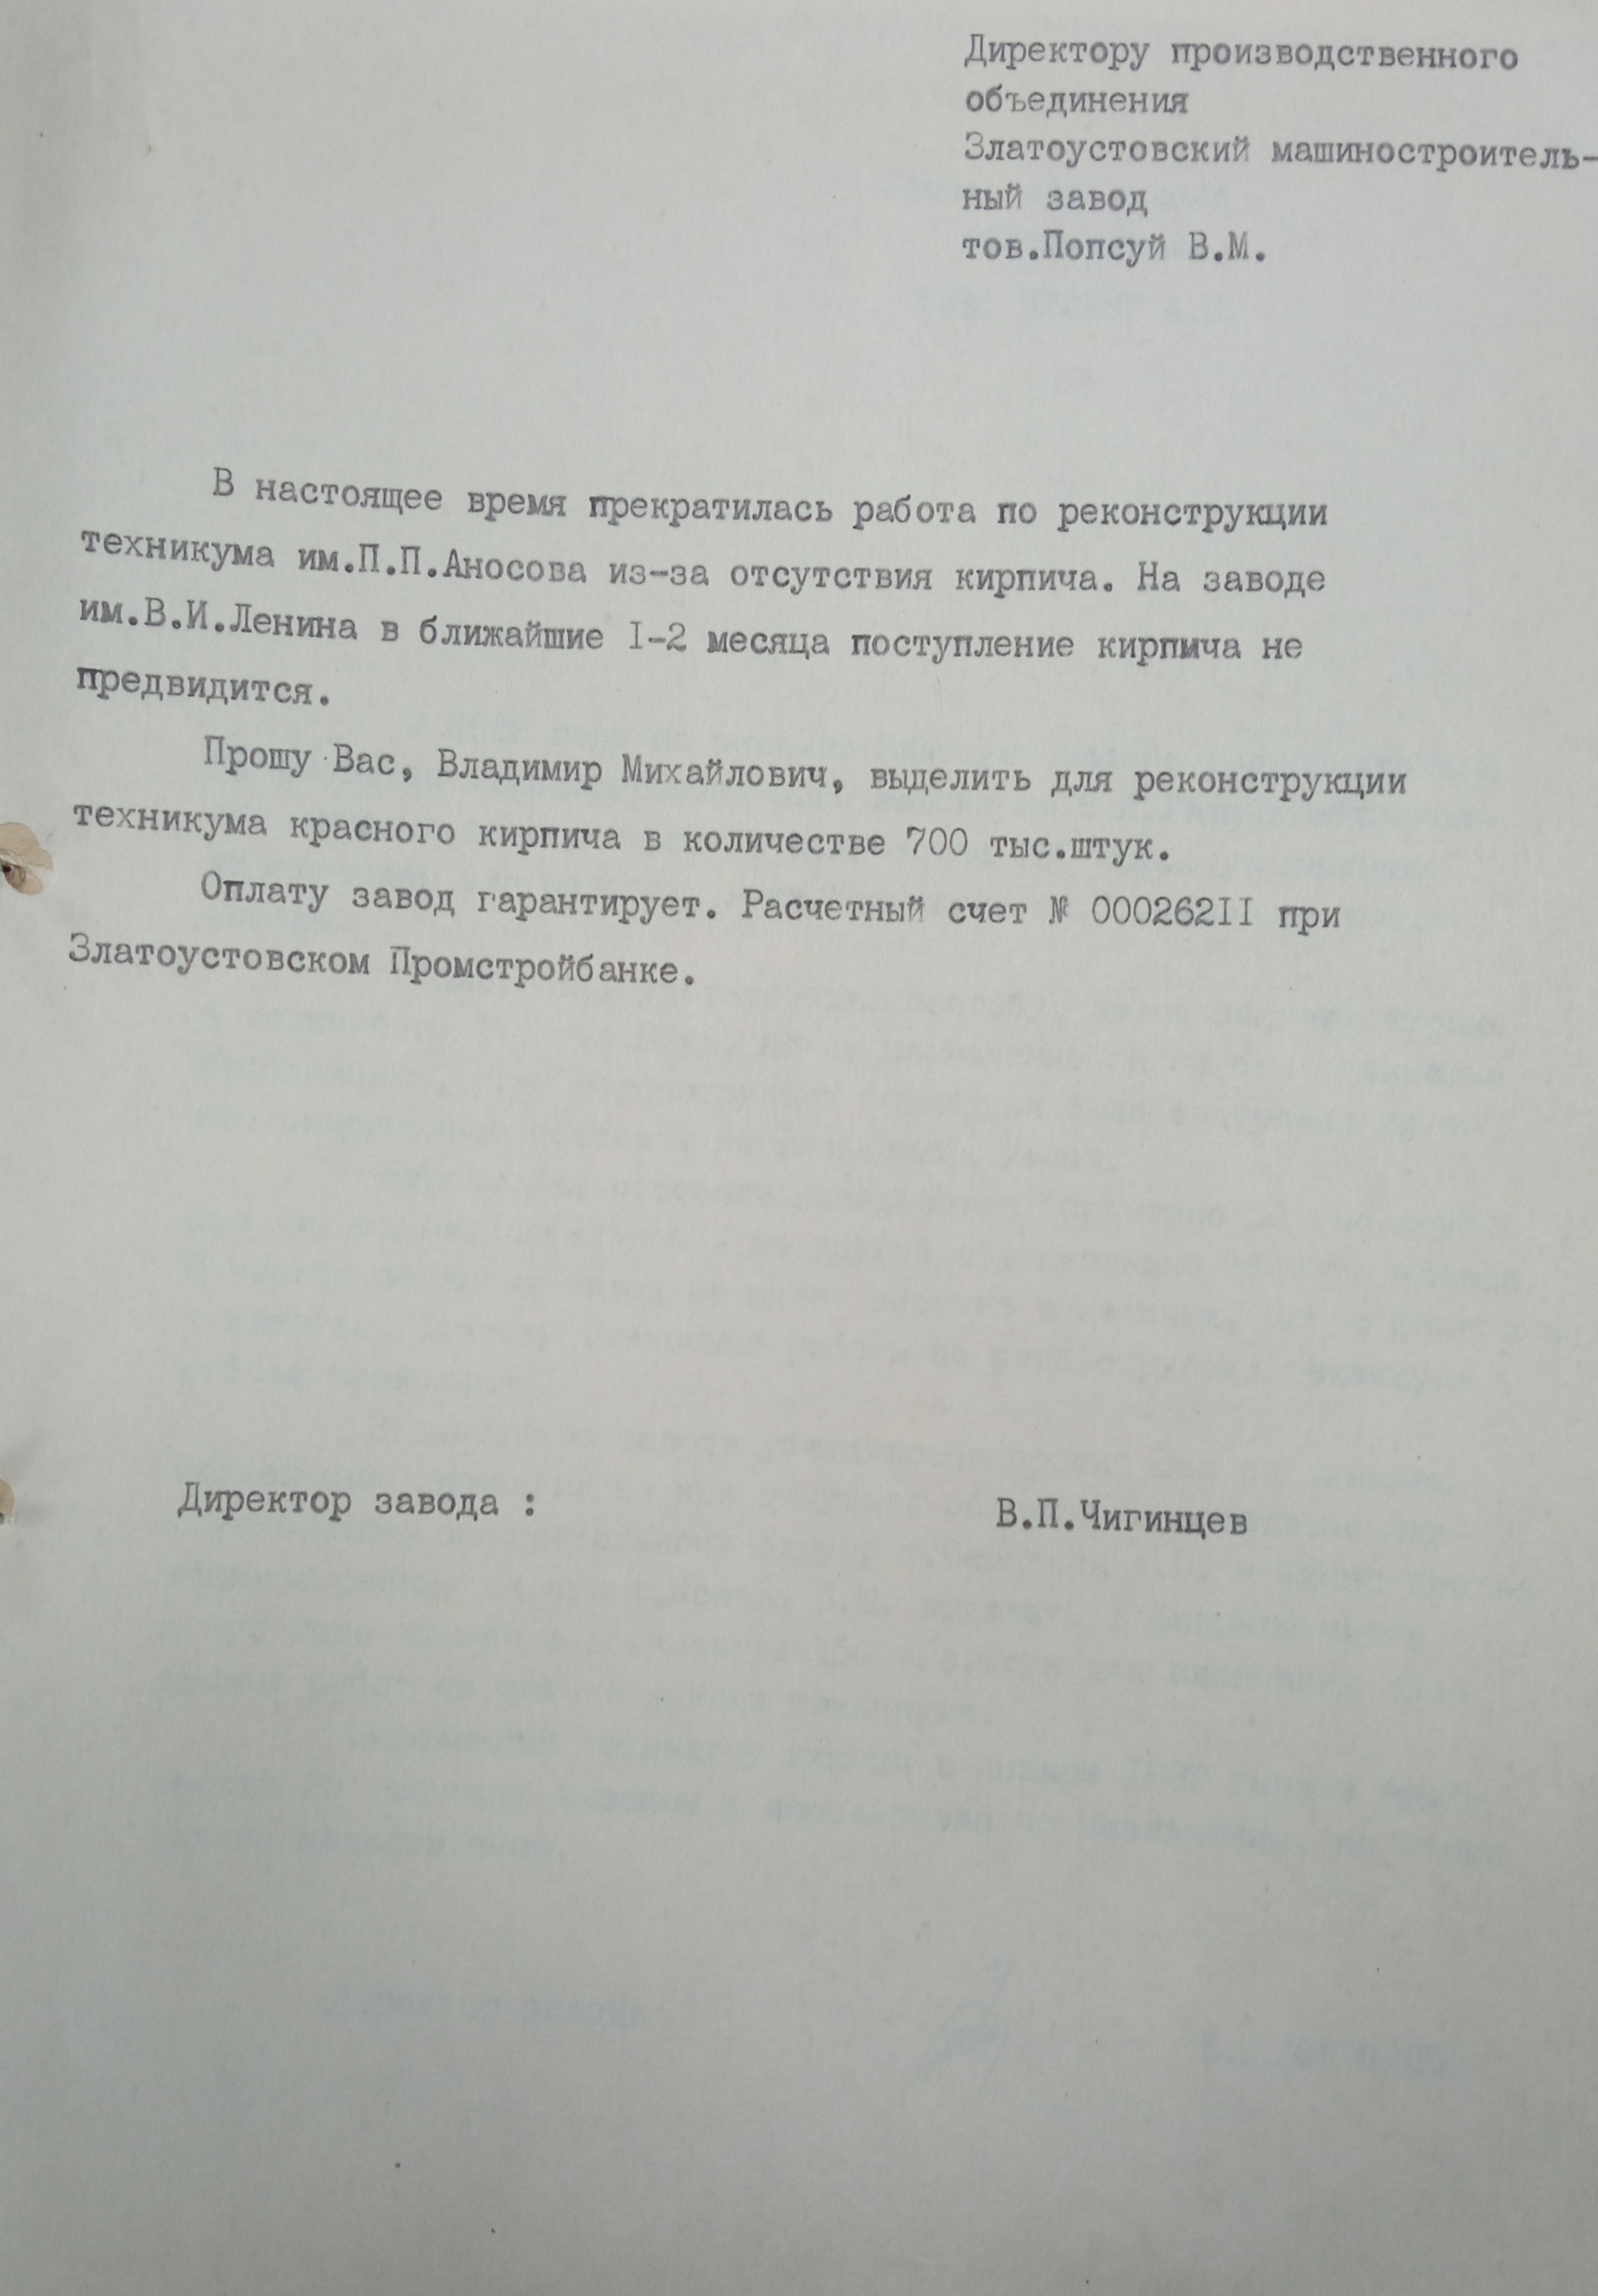 Директору производственного
объединения
Златоустовский машиностроитель-
ный завод
тов.Попсуй В.М.
В настоящее время прекратилась работа по реконструкции
техникума им.П.П.Аносова из-за отсутствия кирпича. На заводе
им.В.И.Ленина в ближайшие I-2 месяца поступление кирпича не
предвидится.
Прошу Вас, Владимир Михайлович, выделить для реконструкции
техникума красного кирпича в количестве 700 тыс.штук.
Оплату завод гарантирует. Расчетный счет № 000262II при
Златоустовском Промстройбанке.
Директор завода : В.П.Чигинцев